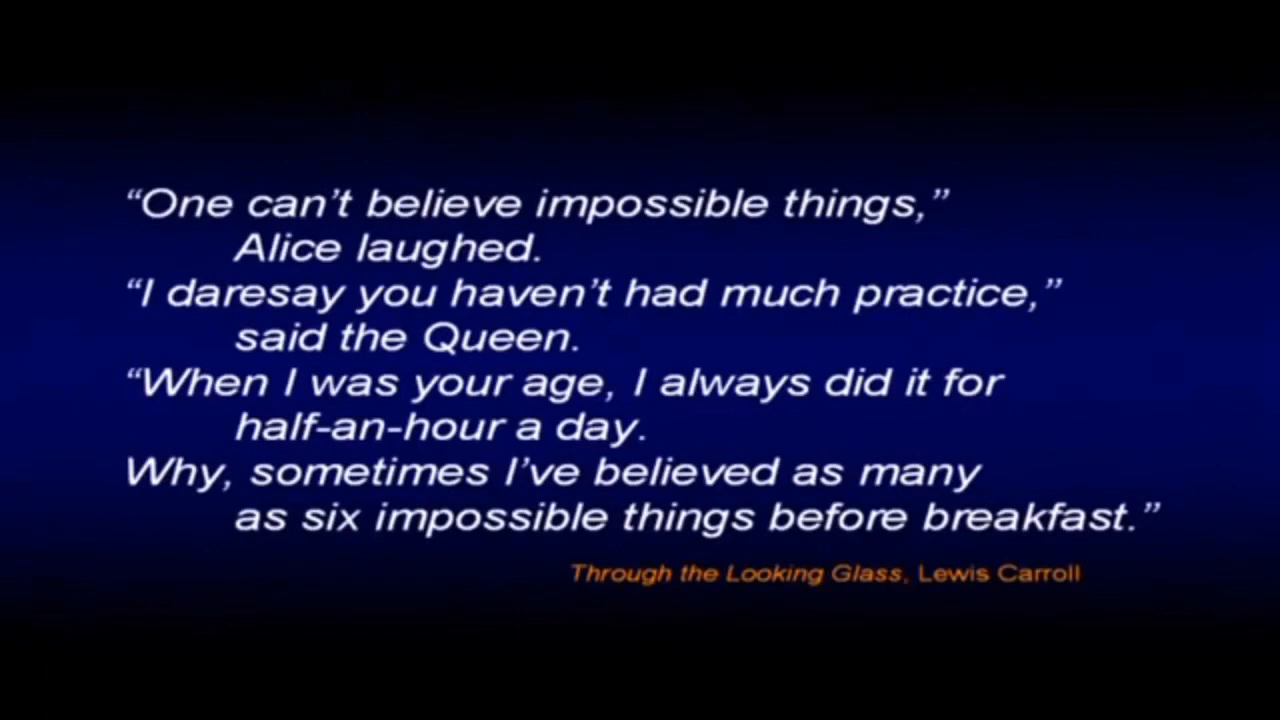 “One can’t believe impossible things,”
Alice laughed.
“I daresay you haven’t had much practice,”
said the Queen.
“When I was your age, I always did it for
half-an-hour a day.
Why, sometimes I’ve believed as many
as six impossible things before breakfast.”
Through the Looking Glass, Lewis Carroll